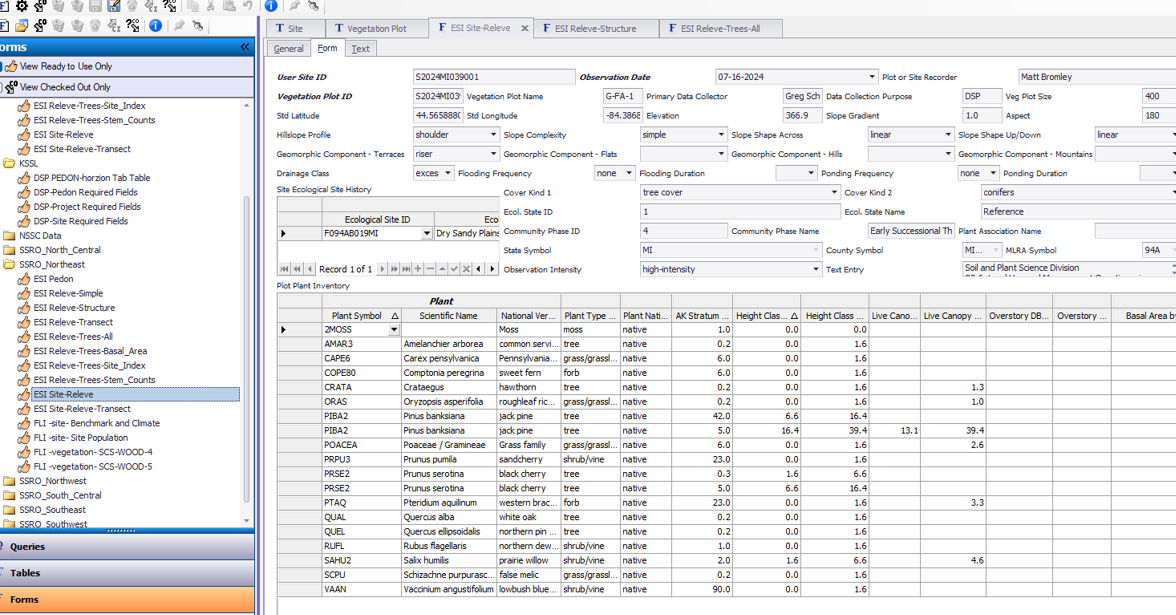 Site Vegetation Plot ESI Site-Releve ESI Releve-Structure ESI Releve-Trees-All
orms
General Form Text
View Ready to Use Only
View Checked Out Only
ESI Releve-Trees-Site_Index
ESI Releve-Trees-Stem_Counts
ESI Site-Releve
ESI Site-Releve-Transect
KSSL
DSP PEDON-horzion Tab Table
DSP-Pedon Required Fields
DSP-Project Required Fields
DSP-Site Required Fields
NSSC Data
SSRO_North_Central
SSRO_Northeast
ESI Pedon
ESI Releve-Simple
ESI Releve-Structure
ESI Releve-Transect
ESI Releve-Trees-All
ESI Releve-Trees-Basal_Area
ESI Releve-Trees-Site_Index
ESI Releve-Trees-Stem_Counts
ESI Site-Releve
ESI Site-Releve-Transect
FLI -site- Benchmark and Climate
FLI -site- Site Population
FLI -vegetation- SCS-WOOD-4
FLI -vegetation- SCS-WOOD-5
SSRO_Northwest
SSRO_South_Central
SSRO_Southeast
SSRO_Southwest
Queries
Tables
Forms
User Site ID S2024MI039001 Observation Date 07-16-2024 Plot or Site Recorder Matt Bromley
Vegetation Plot ID S2024MI03 Vegetation Plot Name G-FA-1 Primary Data Collector Greg Sch Data Collection Purpose DSP Veg Plot Size 400
Std Latitude 44.565888 Std Longitude -84.3868 Elevation 366.9 Slope Gradient 1.0 Aspect 180
Hillslope Profile shoulder Slope Complexity simple Slope Shape Across linear Slope Shape Up/Down linear
Geomorphic Component - Terraces riser Geomorphic Component - Flats Geomorphic Component - Hills Geomorphic Component - Mountains
Drainage Class exces Flooding Frequency none Flooding Duration Ponding Frequency none Ponding Duration
Site Ecological Site History Cover Kind 1 tree cover Cover Kind 2 conifers
Ecol. State ID 1 Ecol. State Name Reference
Ecological Site ID Eco
F094AB019MI Dry Sandy Plains
Community Phase ID 4 Community Phase Name Early Successional Th Plant Association Name
State Symbol MI County Symbol MI... MLRA Symbol 94A
Record 1 of 1 Observation Intensity high-intensity Text Entry Soil and Plant Science Division
Plot Plant Inventory
Plant
Plant Symbol Scientific Name National Ver... Plant Type ... Plant Nati... AK Stratum ... Height Clas... Height Class ... Live Cano... Live Canopy ... Overstory DB... Overstory ... Basal Area b
2MOSS Moss moss native 1.0 0.0 0.0
AMAR3 Amelanchier arborea common servi... tree native 0.2 0.0 1.6
CAPE6 Carex pensylvanica Pennsylvania... grass/grassl... native 6.0 0.0 1.6
COPE80 Comptonia peregrina sweet fern forb native 6.0 0.0 1.6
CRATA Crataegus hawthorn tree native 0.2 0.0 1.6 1.3
ORAS Oryzopsis asperifolia roughleaf ric... grass/grassl... native 0.2 0.0 1.6 1.0
PIBA2 Pinus banksiana jack pine tree native 42.0 6.6 16.4
PIBA2 Pinus banksiana jack pine tree native 5.0 16.4 39.4 13.1 39.4
POACEA Poaceae / Gramineae Grass family grass/grassl... native 6.0 0.0 1.6 2.6
PRPU3 Prunus pumila sandcherry shrub/vine native 23.0 0.0 1.6
PRSE2 Prunus serotina black cherry tree native 0.3 1.6 6.6
PRSE2 Prunus serotina black cherry tree native 5.0 6.6 16.4
PTAQ Pteridium aquilinum western brac... forb native 23.0 0.0 1.6 3.3
QUAL Quercus alba white oak tree native 0.2 0.0 1.6
QUEL Quercus ellipsoidalis northern pin ... tree native 0.2 0.0 1.6
RUFL Rubus flagellaris northern dew... shrub/vine native 1.0 0.0 1.6
SAHU2 Salix humilis prairie willow shrub/vine native 2.0 1.6 6.6 4.6
SCPU Schizachne purpurasc... false melic grass/grassl... native 0.2 0.0 1.6
VAAN Vaccinium angustifolium lowbush blue... shrub/vine native 90.0 0.0 1.6